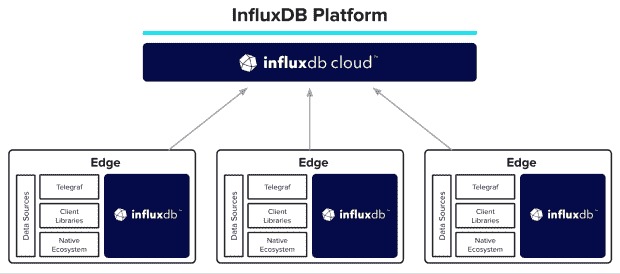 InfluxDB Platform
influxdb cloud™
Edge
Data Sources
Telegraf
Client
Libraries
Native
Ecosystem
influxdb™
Edge
Data Sources
Telegraf
Client
Libraries
Native
Ecosystem
influxdb™
Edge
Data Sources
Telegraf
Client
Libraries
Native
Ecosystem
influxdb™